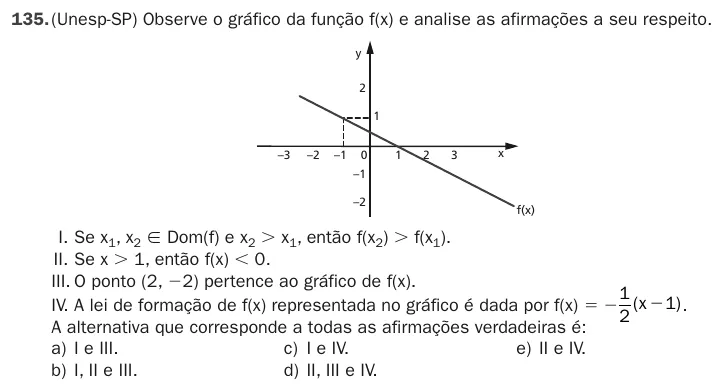 135. (Unesp-SP) Observe o gráfico da função f(x) e analise as afirmações a seu respeito.
y
2
1
–3 –2 –1 0 1 2 3 x
–1
–2
f(x)
I. Se x₁, x₂ ∈ Dom(f) e x₂ > x₁, então f(x₂) > f(x₁).
II. Se x > 1, então f(x) < 0.
III. O ponto (2, −2) pertence ao gráfico de f(x).
IV. A lei de formação de f(x) representada no gráfico é dada por f(x) = −1/2(x − 1).
A alternativa que corresponde a todas as afirmações verdadeiras é:
a) I e III. c) I e IV. e) II e IV.
b) I, II e III. d) II, III e IV.